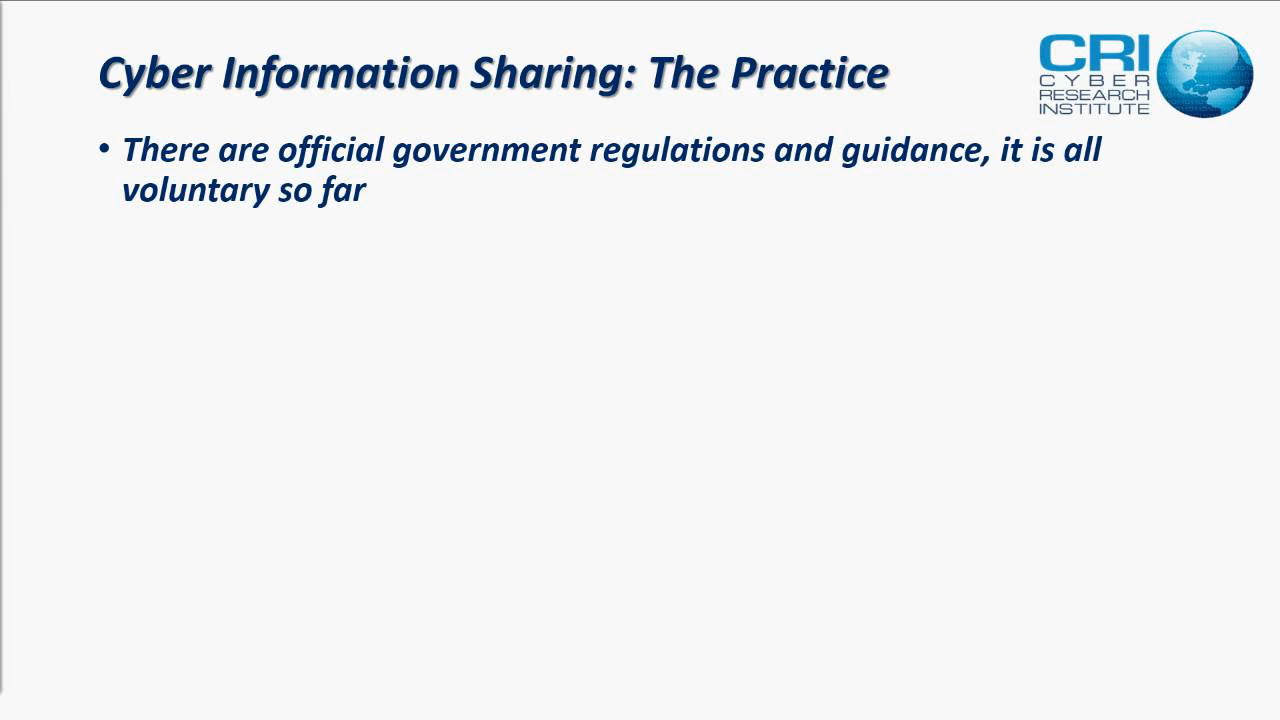 Cyber Information Sharing: The Practice
CRI
CYBER
RESEARCH
INSTITUTE
• There are official government regulations and guidance, it is all
voluntary so far